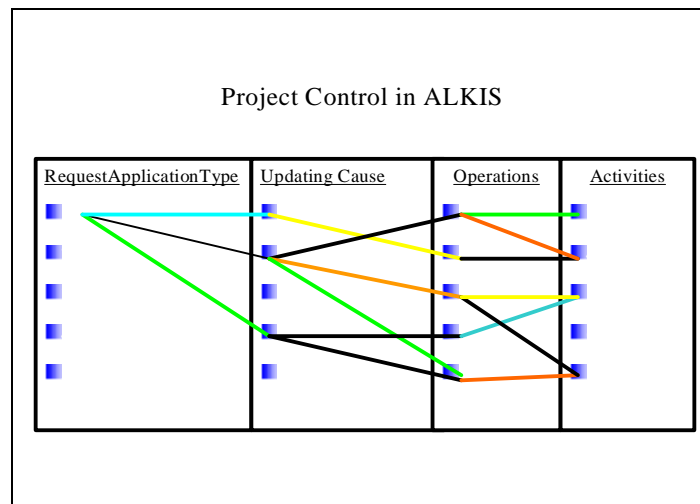 Project Control in ALKIS
RequestApplicationType Updating Cause Operations Activities